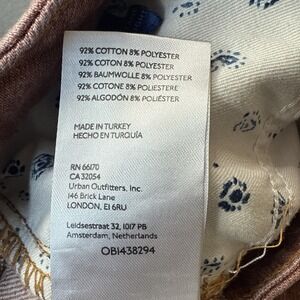 92% COTTON 8% POLYESTER
92% COTON 8% POLYESTER
92% BAUMWOLLE 8% POLYESTER
92% COTONE 8% POLIESTERE
92% ALGODÓN 8% POLIÉSTER
MADE IN TURKEY
HECHO EN TURQUÍA
RN 66170
CA 32054
Urban Outfitters, Inc.
146 Brick Lane
LONDON, E1 6RU
Leidsestraat 32, 1017 PB
Amsterdam, Netherlands
OB1438294